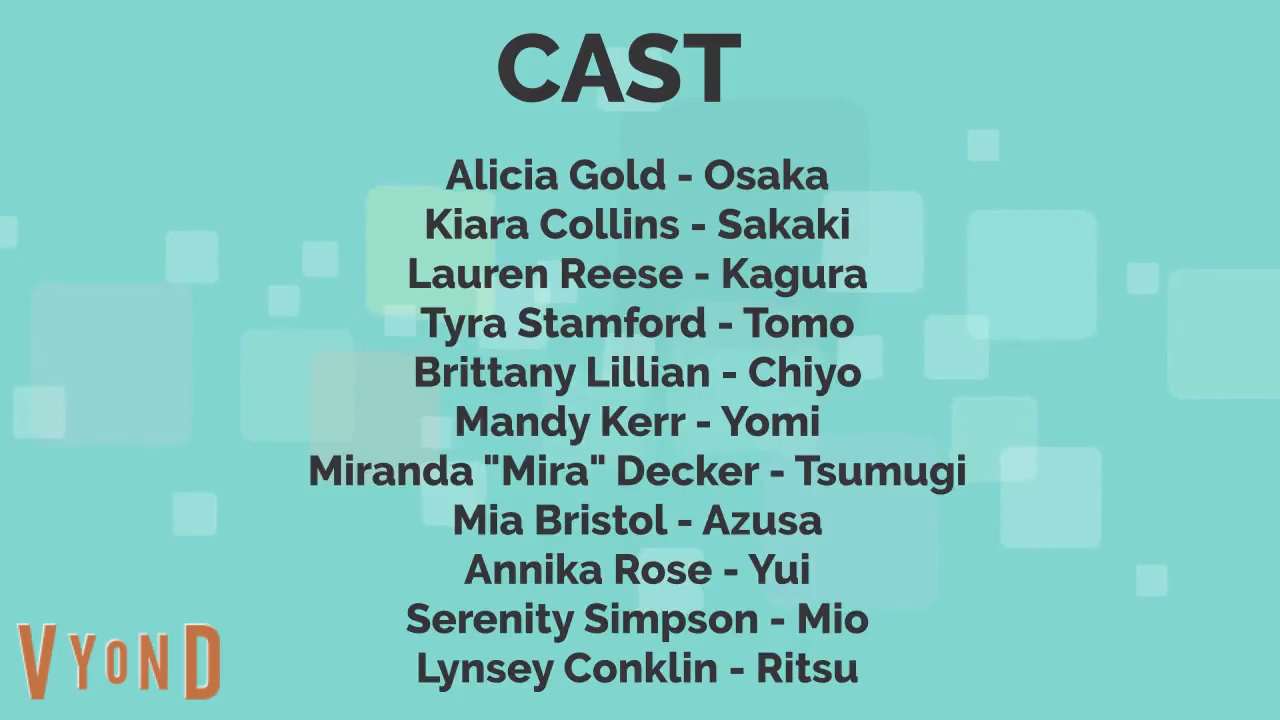 CAST
Alicia Gold - Osaka
Kiara Collins - Sakaki
Lauren Reese - Kagura
Tyra Stamford - Tomo
Brittany Lillian - Chiyo
Mandy Kerr - Yomi
Miranda "Mira" Decker - Tsumugi
Mia Bristol - Azusa
Annika Rose - Yui
Serenity Simpson - Mio
Lynsey Conklin - Ritsu
VYOND